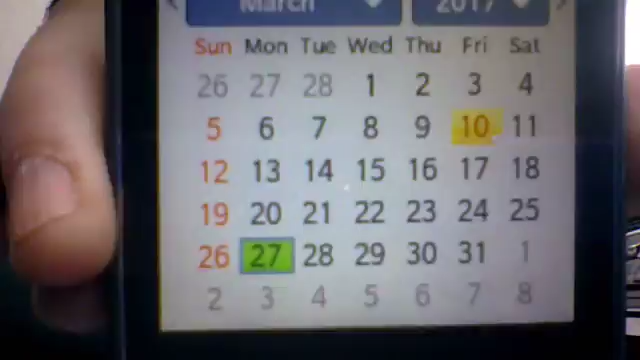 March 2017
Sun Mon Tue Wed Thu Fri Sat
26 27 28 1 2 3 4
5 6 7 8 9 10 11
12 13 14 15 16 17 18
19 20 21 22 23 24 25
26 27 28 29 30 31 1
2 3 4 5 6 7 8